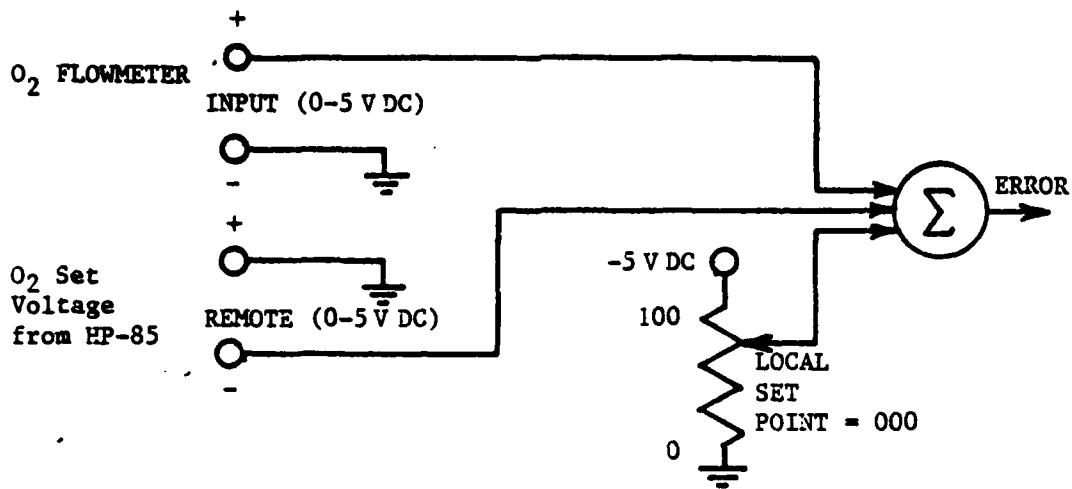 +
O2 FLOWMETER
INPUT (0-5 V DC)
-
ERROR
Σ
+
-5 V DC
O2 Set
Voltage
from HP-85
REMOTE (0-5 V DC)
-
100
LOCAL
SET
POINT = 000
0